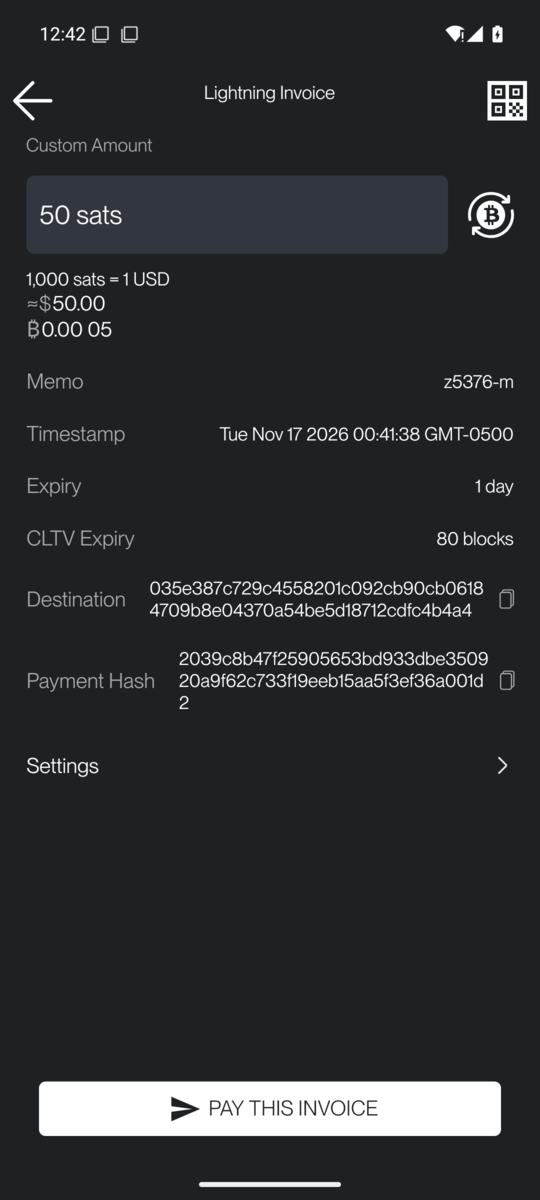 12:42
Lightning Invoice
Custom Amount
50 sats
1,000 sats = 1 USD
≈$50.00
₿0.00 05
Memo z5376-m
Timestamp Tue Nov 17 2026 00:41:38 GMT-0500
Expiry 1 day
CLTV Expiry 80 blocks
Destination 035e387c729c4558201c092cb90cb0618
4709b8e04370a54be5d18712cdfc4b4a4
Payment Hash 2039c8b47f25905653bd933dbe3509
20a9f62c733f19eeb15aa5f3ef36a001d
2
Settings
PAY THIS INVOICE